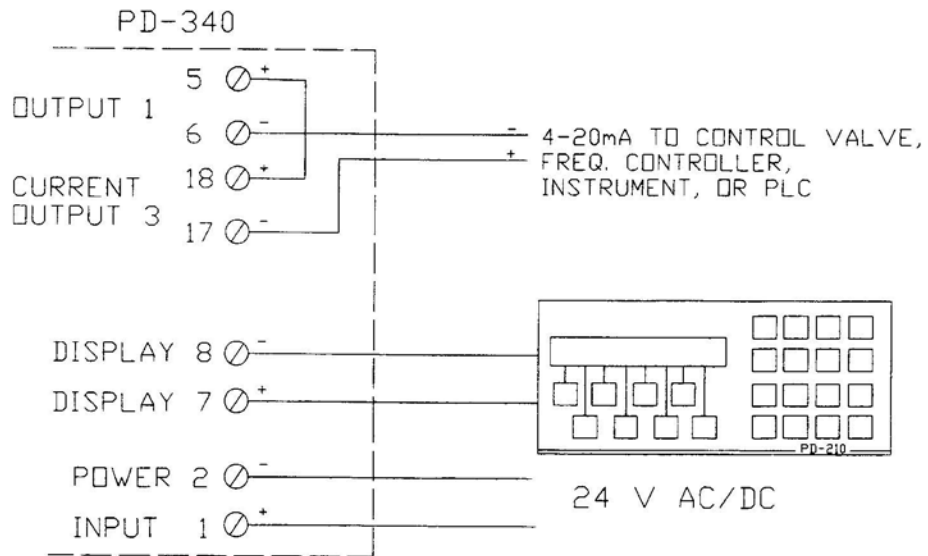 PD-340
5 +
OUTPUT 1
6 -
18 +
CURRENT
OUTPUT 3
17 -
- 4-20mA TO CONTROL VALVE,
+ FREQ. CONTROLLER,
INSTRUMENT, OR PLC
DISPLAY 8 -
DISPLAY 7 +
PD-210
POWER 2 -
24 V AC/DC
INPUT 1 +